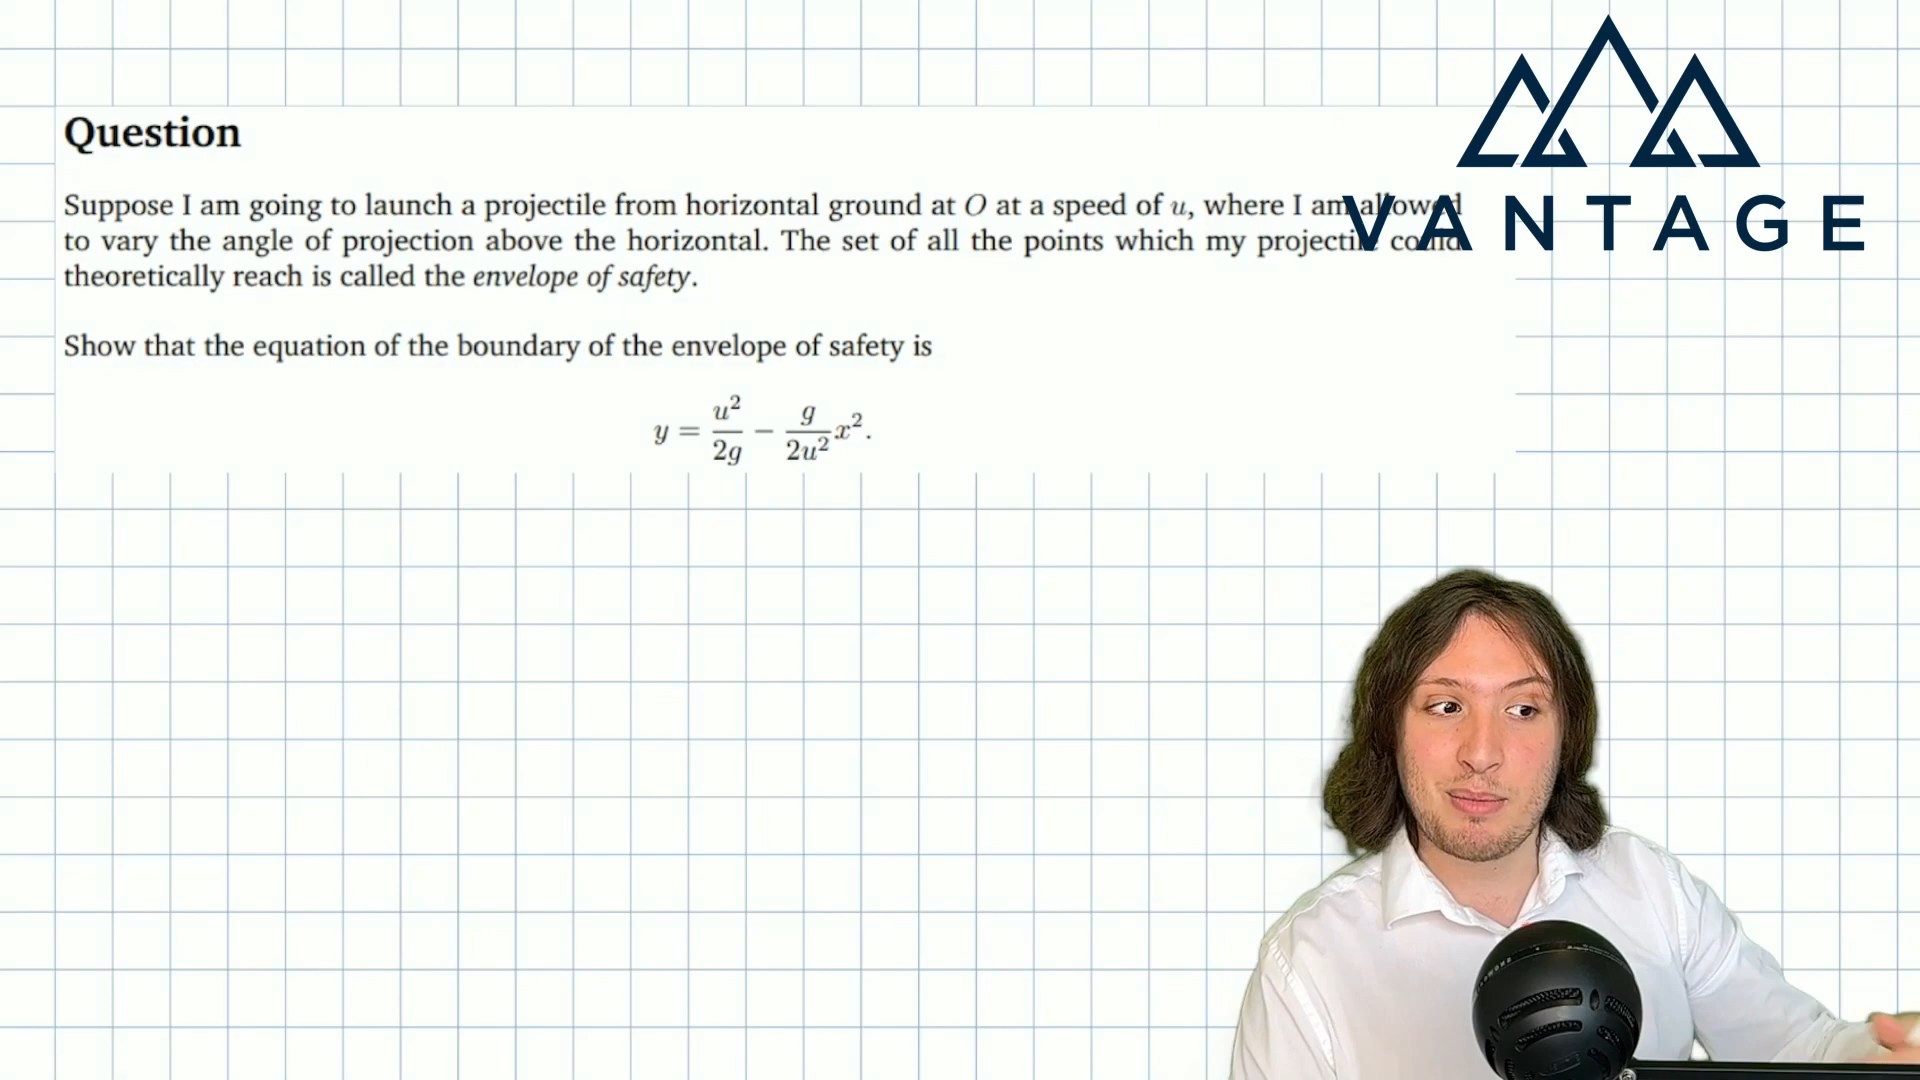 Question
Suppose I am going to launch a projectile from horizontal ground at O at a speed of u, where I am allowed
to vary the angle of projection above the horizontal. The set of all the points which my projectile could
theoretically reach is called the envelope of safety.
Show that the equation of the boundary of the envelope of safety is
y = u²/2g − g/2u² x².
VANTAGE